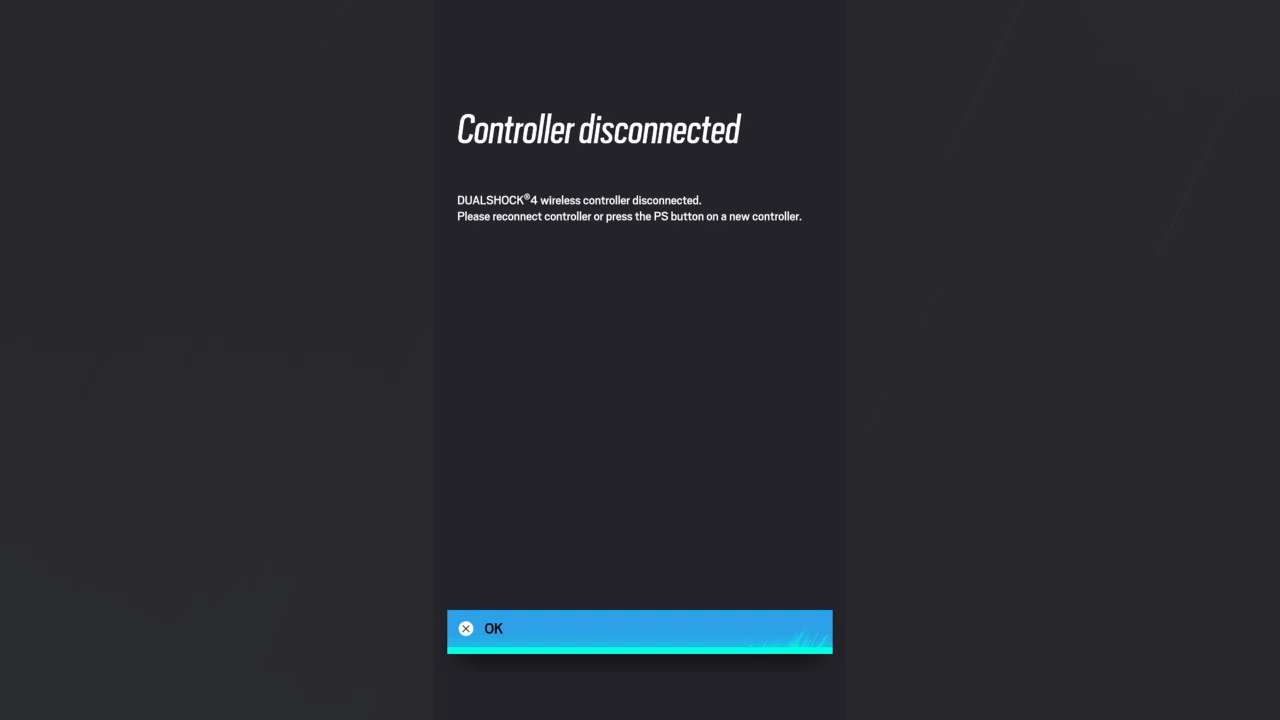 Controller disconnected
DUALSHOCK®4 wireless controller disconnected.
Please reconnect controller or press the PS button on a new controller.
OK